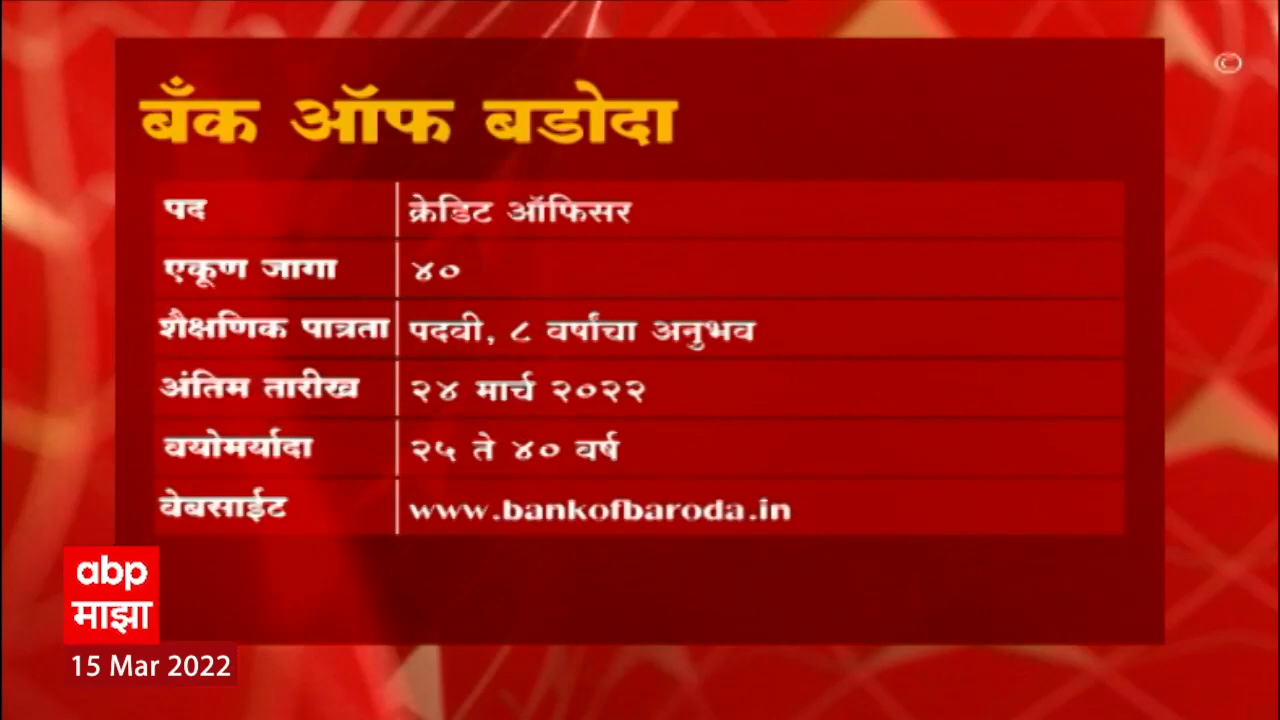 ©
बँक ऑफ बडोदा
पद क्रेडिट ऑफिसर
एकूण जागा ४०
शैक्षणिक पात्रता पदवी, ८ वर्षांचा अनुभव
अंतिम तारीख २४ मार्च २०२२
वयोमर्यादा २५ ते ४० वर्ष
वेबसाईट www.bankofbaroda.in
abp
माझा
15 Mar 2022